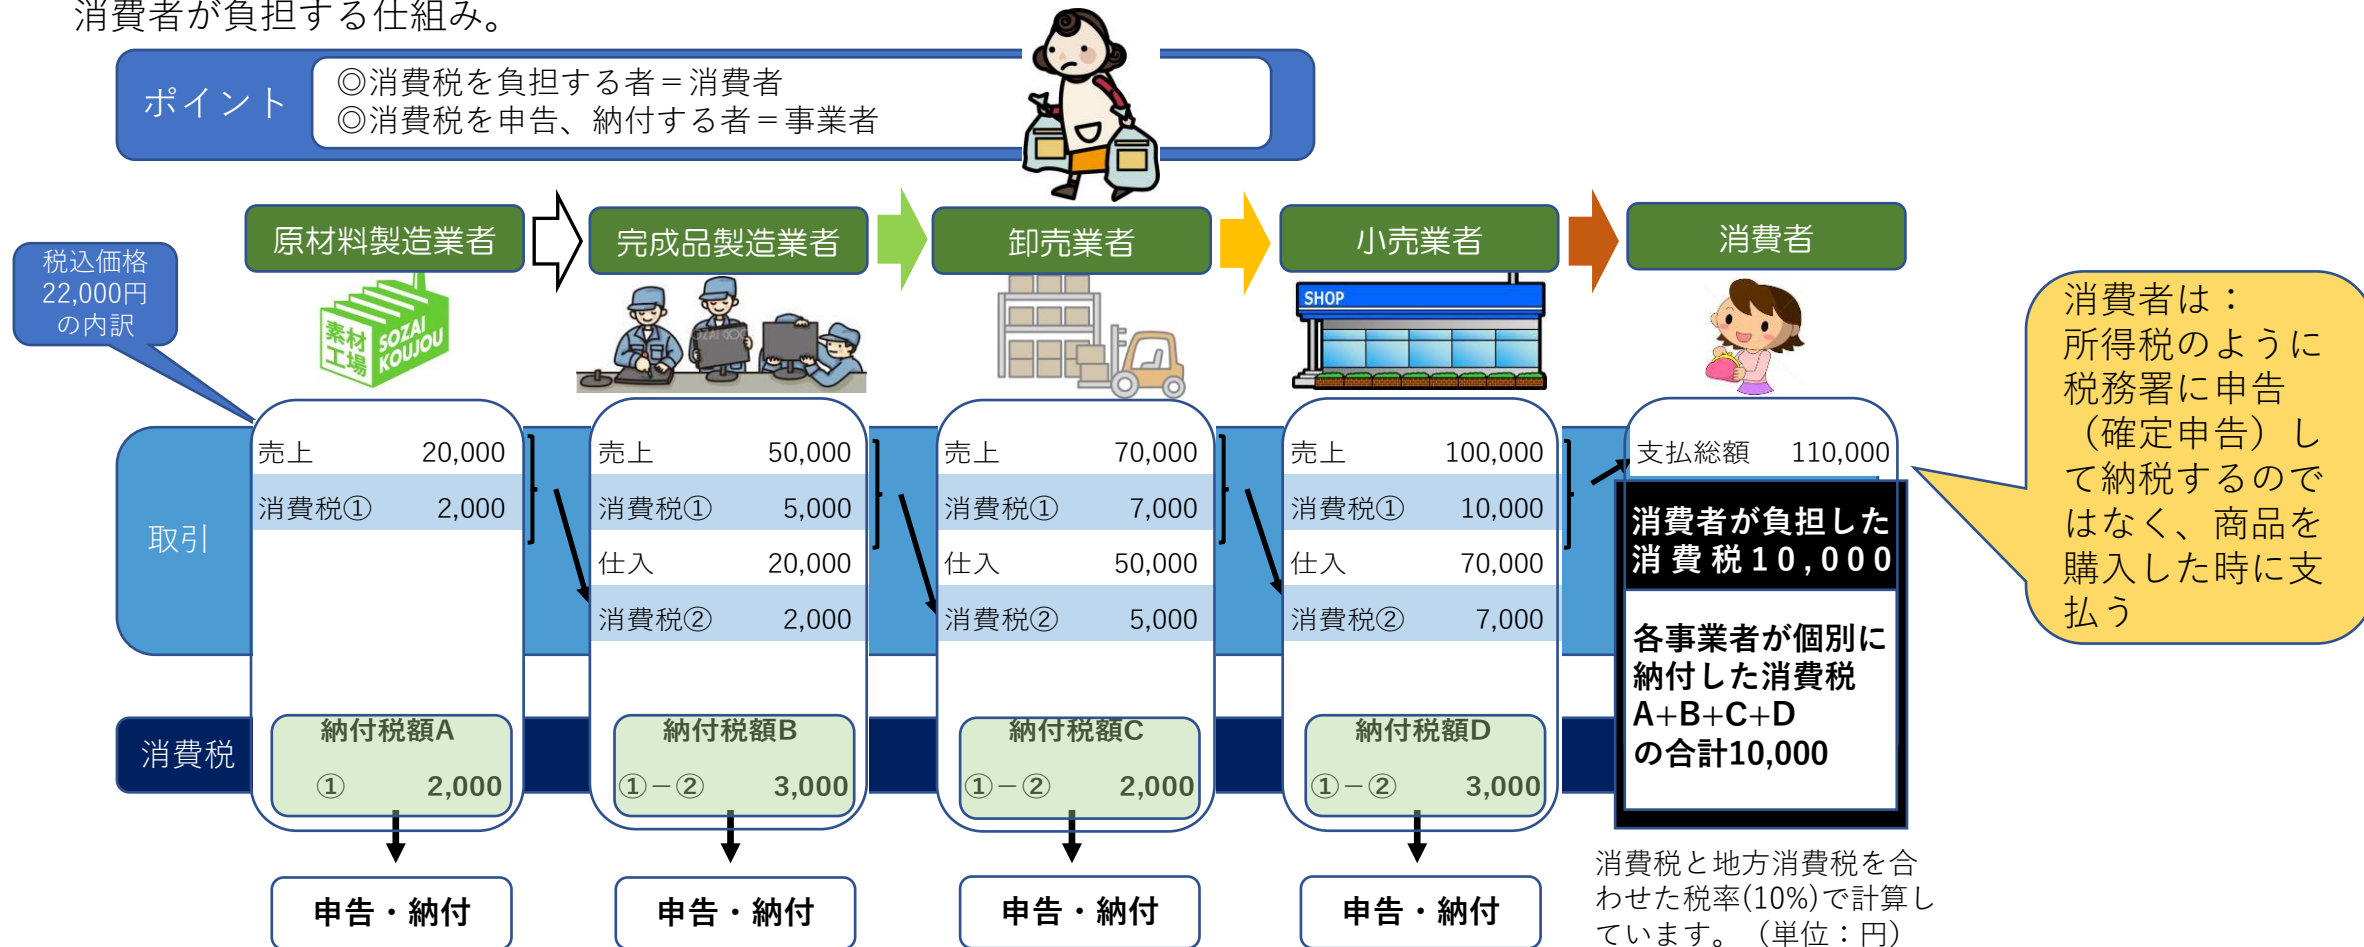 消費者が負担する仕組み。
ポイント
◎消費税を負担する者＝消費者
◎消費税を申告、納付する者＝事業者
原材料製造業者
完成品製造業者
卸売業者
小売業者
消費者
税込価格
22,000円
の内訳
素材
工場
SOZAI
KOUJOU
SHOP
消費者は：
所得税のように
税務署に申告
（確定申告）し
て納税するので
はなく、商品を
購入した時に支
払う
取引
売上 20,000
消費税① 2,000
売上 50,000
消費税① 5,000
仕入 20,000
消費税② 2,000
売上 70,000
消費税① 7,000
仕入 50,000
消費税② 5,000
売上 100,000
消費税① 10,000
仕入 70,000
消費税② 7,000
支払総額 110,000
消費者が負担した
消費税10,000
各事業者が個別に
納付した消費税
A+B+C+D
の合計10,000
消費税
納付税額A
① 2,000
納付税額B
①－② 3,000
納付税額C
①－② 2,000
納付税額D
①－② 3,000
申告・納付
申告・納付
申告・納付
申告・納付
消費税と地方消費税を合
わせた税率(10%)で計算し
ています。（単位：円）